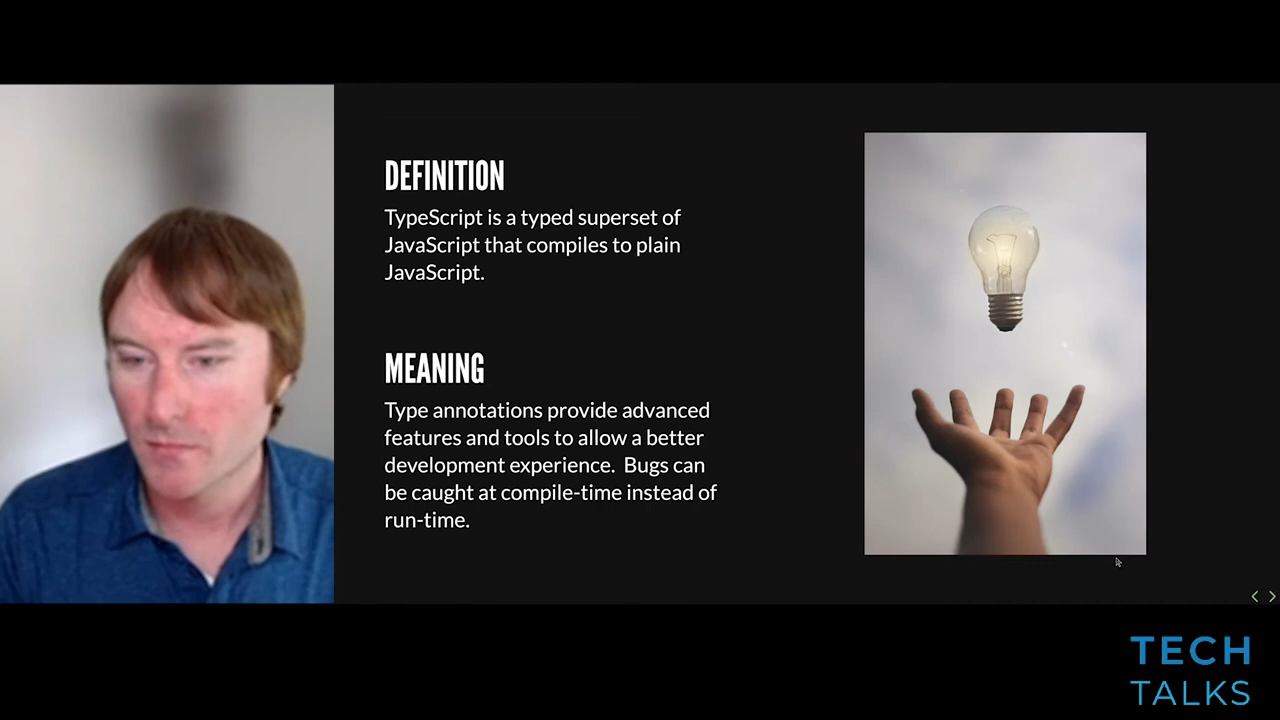 DEFINITION
TypeScript is a typed superset of
JavaScript that compiles to plain
JavaScript.
MEANING
Type annotations provide advanced
features and tools to allow a better
development experience.  Bugs can
be caught at compile-time instead of
run-time.
TECH
TALKS